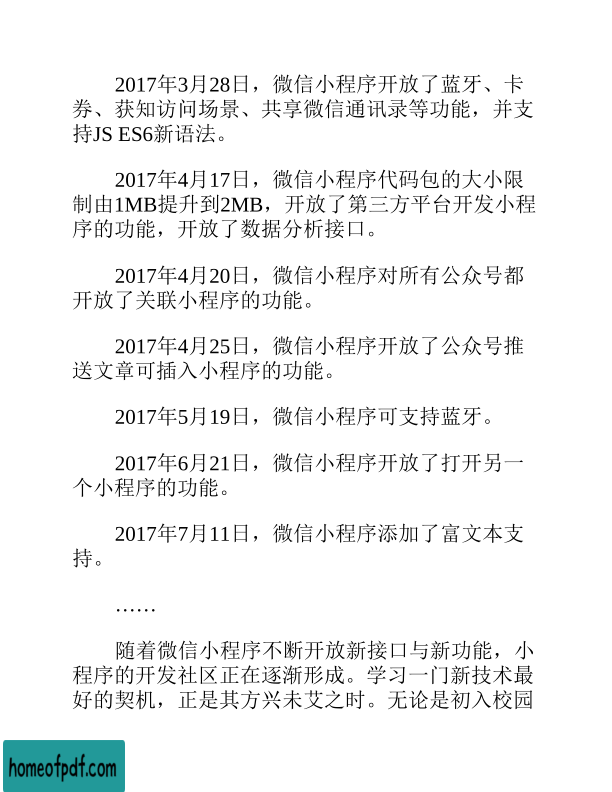 2017年3月28日，微信小程序开放了蓝牙、卡
券、获知访问场景、共享微信通讯录等功能，并支
持JS ES6新语法。
2017年4月17日，微信小程序代码包的大小限
制由1MB提升到2MB，开放了第三方平台开发小程
序的功能，开放了数据分析接口。
2017年4月20日，微信小程序对所有公众号都
开放了关联小程序的功能。
2017年4月25日，微信小程序开放了公众号推
送文章可插入小程序的功能。
2017年5月19日，微信小程序可支持蓝牙。
2017年6月21日，微信小程序开放了打开另一
个小程序的功能。
2017年7月11日，微信小程序添加了富文本支
持。
……
随着微信小程序不断开放新接口与新功能，小
程序的开发社区正在逐渐形成。学习一门新技术最
好的契机，正是其方兴未艾之时。无论是初入校园
homeofpdf.com